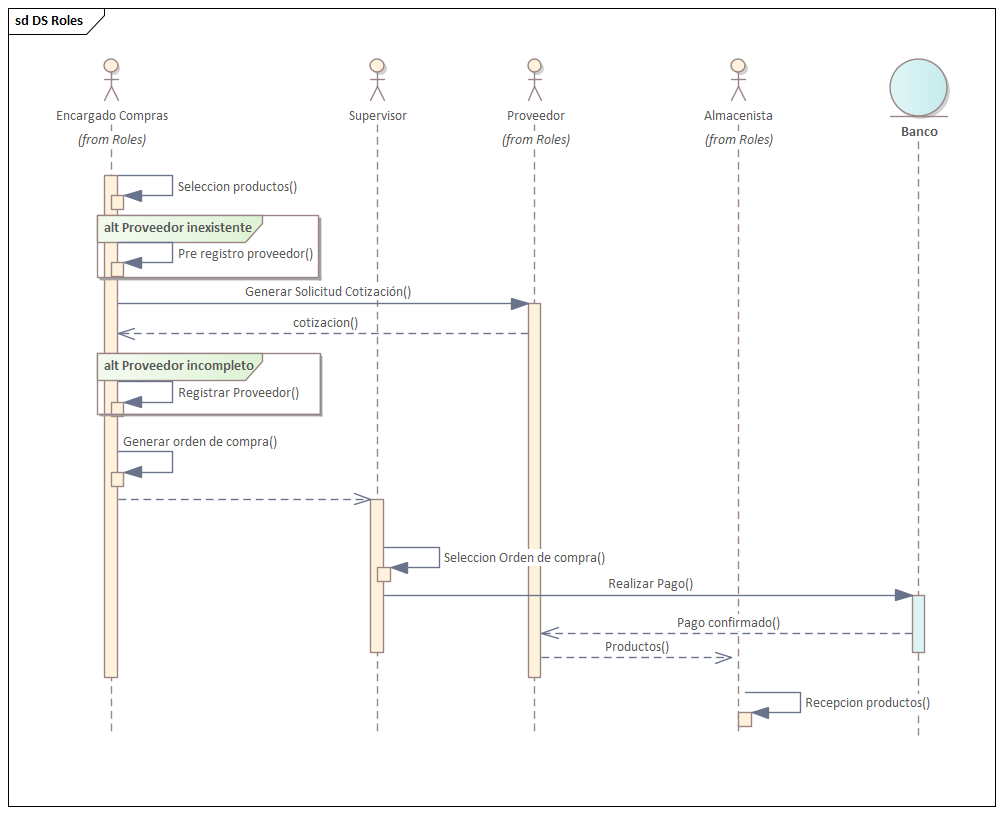 sd DS Roles
Encargado Compras
(from Roles)
Supervisor
Proveedor
(from Roles)
Almacenista
(from Roles)
Banco
Seleccion productos()
alt Proveedor inexistente
Pre registro proveedor()
Generar Solicitud Cotización()
cotizacion()
alt Proveedor incompleto
Registrar Proveedor()
Generar orden de compra()
Seleccion Orden de compra()
Realizar Pago()
Pago confirmado()
Productos()
Recepcion productos()